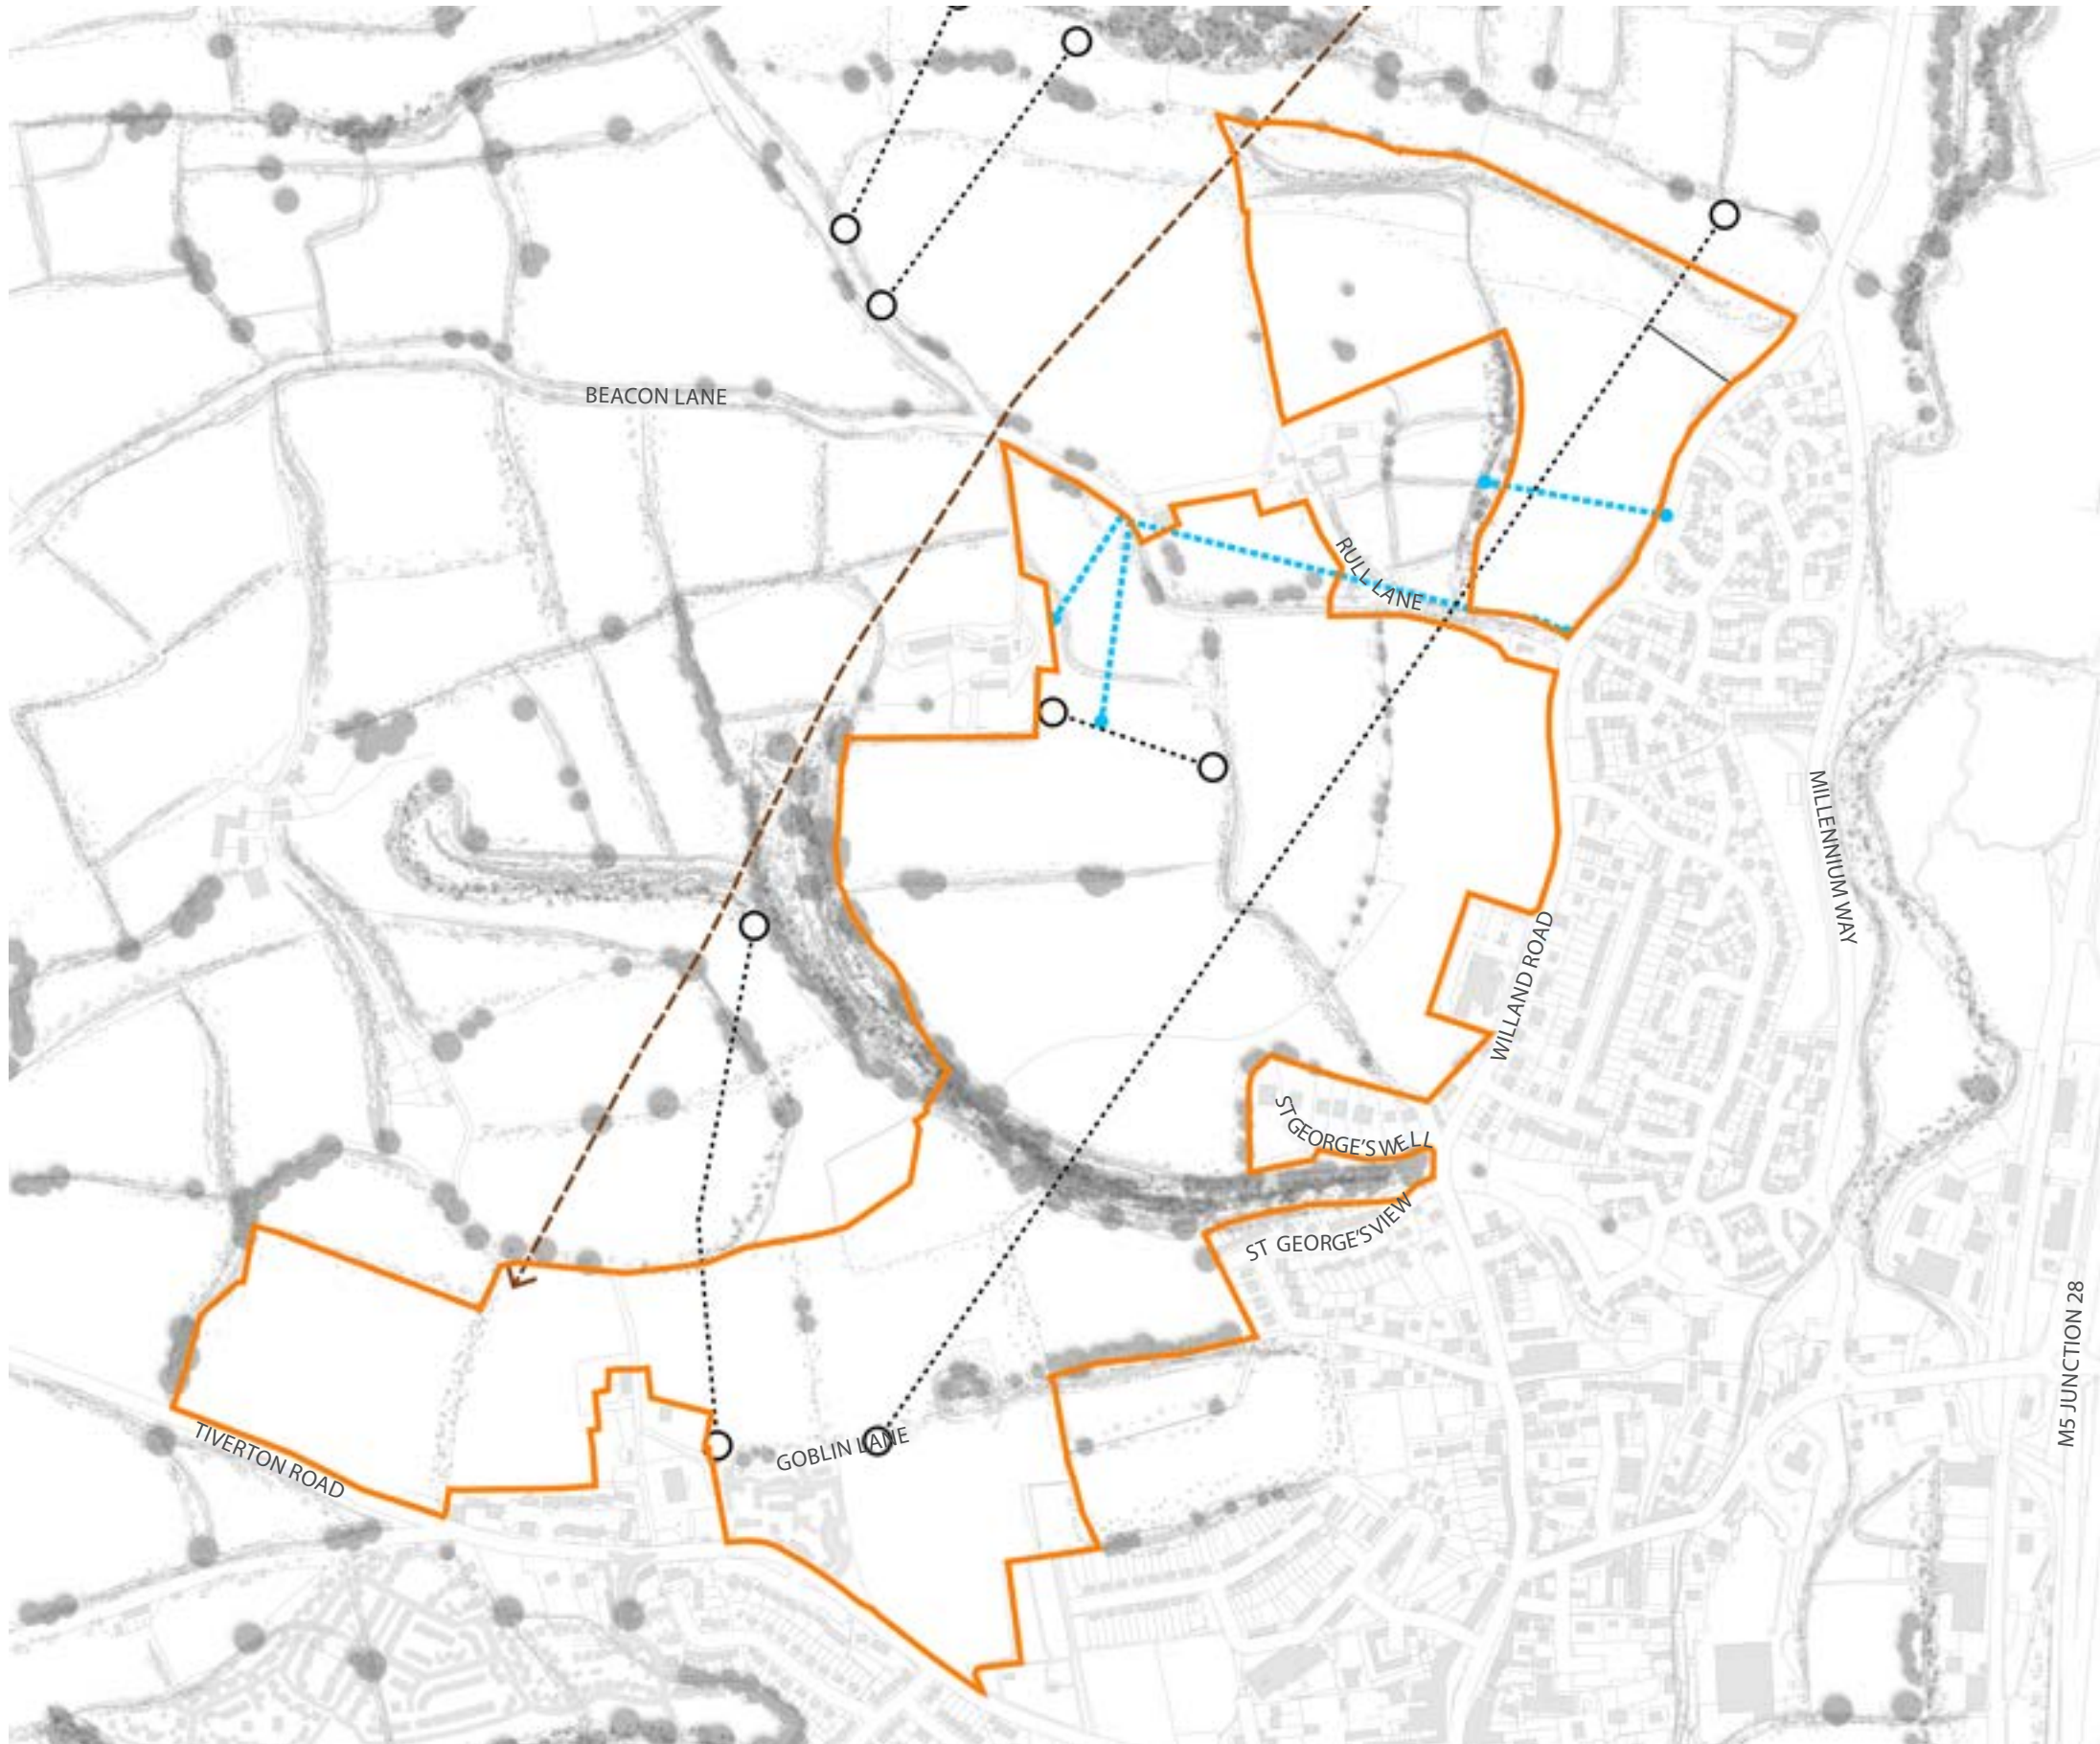 BEACON LANE
RULL LANE
MILLENNIUM WAY
WILLAND ROAD
ST GEORGE'S WELL
ST GEORGE'S VIEW
M5 JUNCTION 28
TIVERTON ROAD
GOBLIN LANE